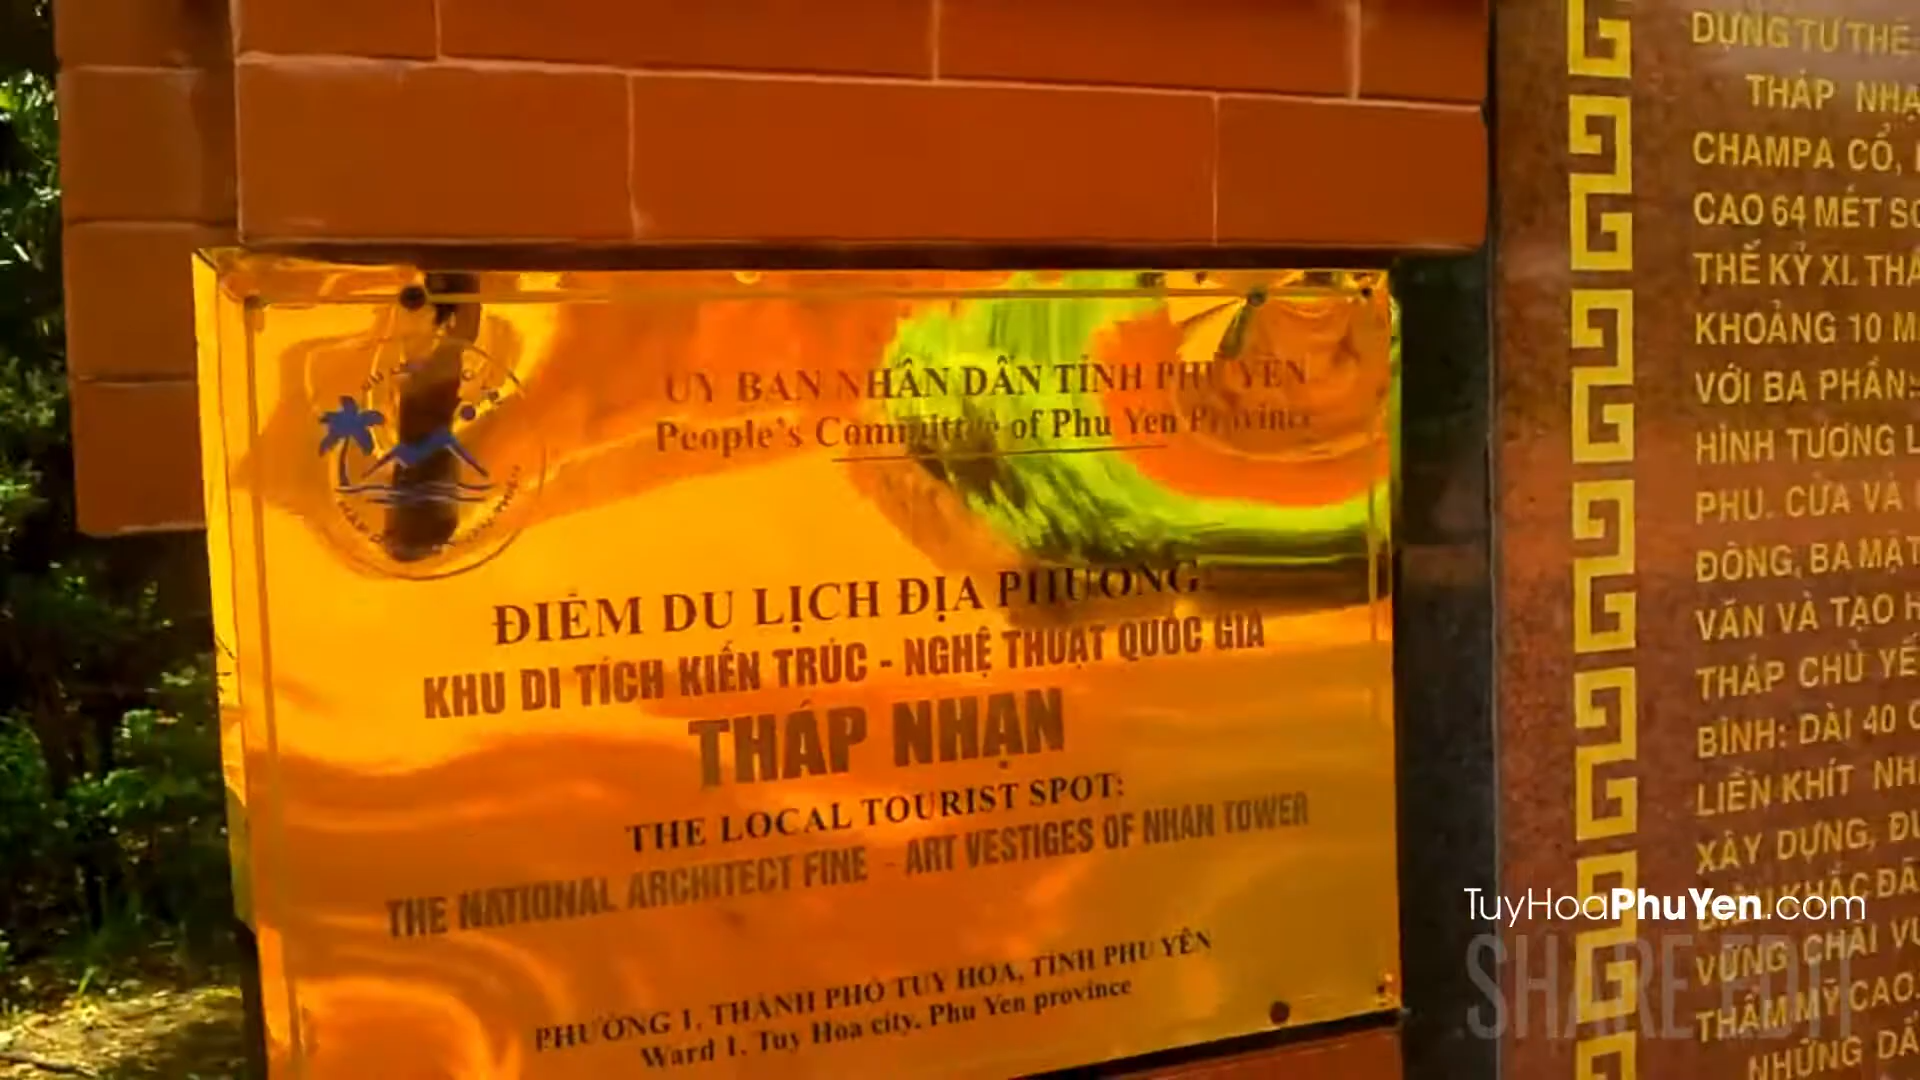 ỦY BAN NHÂN DÂN TỈNH PHÚ YÊN
People's Committee of Phu Yen Province
ĐIỂM DU LỊCH ĐỊA PHƯƠNG:
KHU DI TÍCH KIẾN TRÚC - NGHỆ THUẬT QUỐC GIA
THÁP NHẠN
THE LOCAL TOURIST SPOT:
THE NATIONAL ARCHITECT FINE - ART VESTIGES OF NHAN TOWER
PHƯỜNG 1, THÀNH PHỐ TUY HÒA, TỈNH PHÚ YÊN
Ward 1, Tuy Hoa city, Phu Yen province
DỰNG TỪ THẾ
THÁP NHẠ
CHAMPA CỔ,
CAO 64 MÉT SO
THẾ KỶ XI. THÁ
KHOẢNG 10 M
VỚI BA PHẦN:
HÌNH TƯỢNG L
PHU. CỬA VÀ
ĐÔNG, BA MẶT
VĂN VÀ TẠO H
THÁP CHỦ YẾ
BÌNH: DÀI 40 C
LIỀN KHÍT NH
XÂY DỰNG, ĐƯ
KHẮC ĐÃ
VỮNG CHÃI VƯ
THẨM MỸ CAO.
NHỮNG DẤ
TuyHoaPhuYen.com
SHARE EDIT